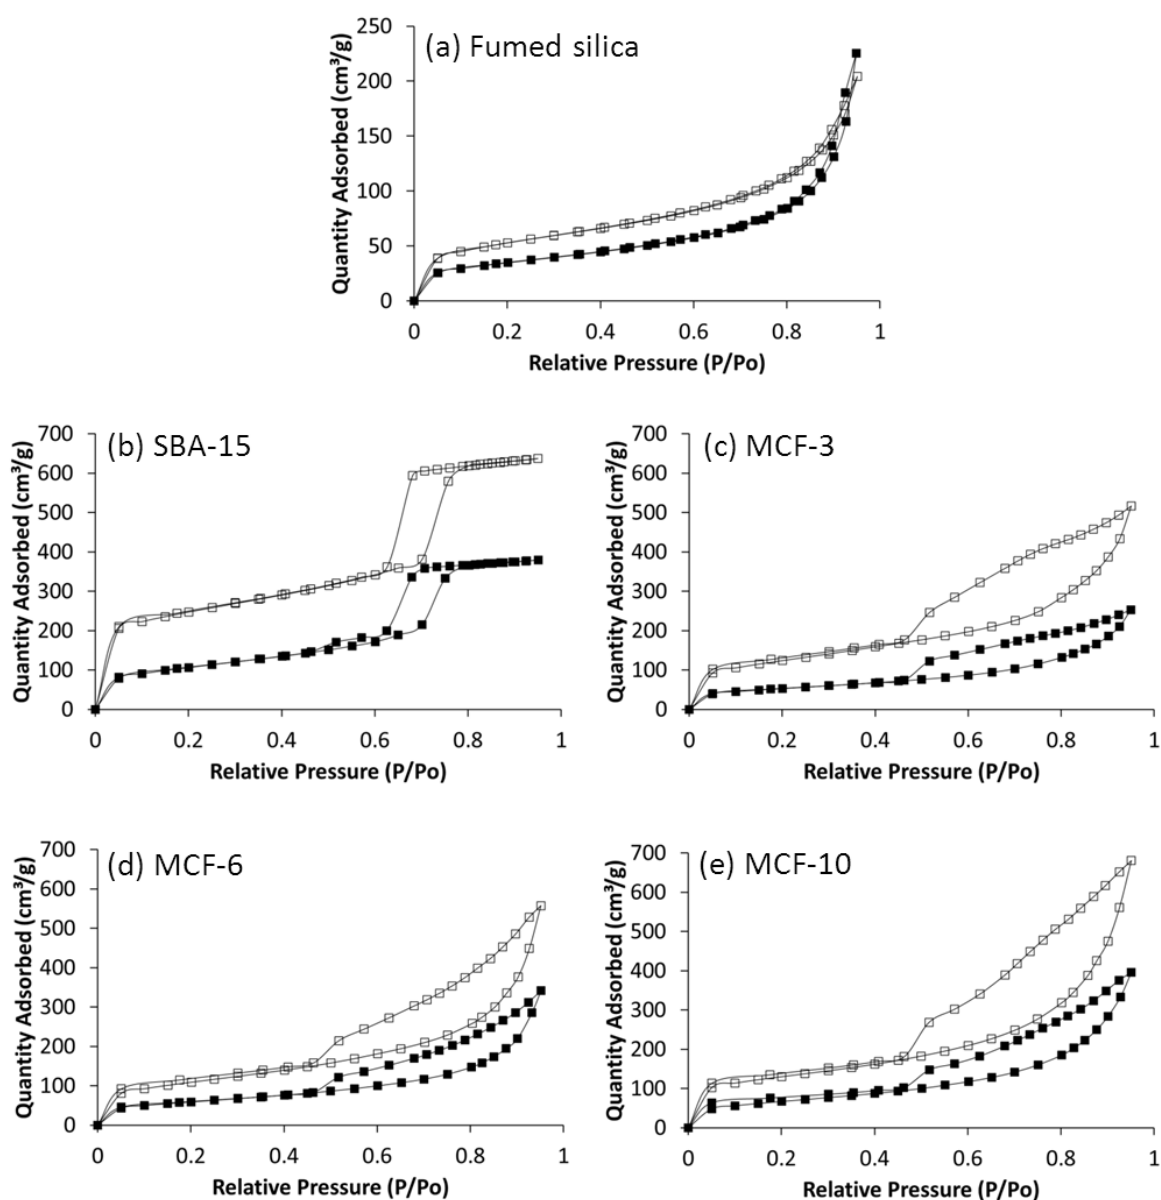 (a) Fumed silica
Quantity Adsorbed (cm³/g)
250
200
150
100
50
0
0 0.2 0.4 0.6 0.8 1
Relative Pressure (P/Po)
(b) SBA-15
Quantity Adsorbed (cm³/g)
700
600
500
400
300
200
100
0
0 0.2 0.4 0.6 0.8 1
Relative Pressure (P/Po)
(c) MCF-3
Quantity Adsorbed (cm³/g)
700
600
500
400
300
200
100
0
0 0.2 0.4 0.6 0.8 1
Relative Pressure (P/Po)
(d) MCF-6
Quantity Adsorbed (cm³/g)
700
600
500
400
300
200
100
0
0 0.2 0.4 0.6 0.8 1
Relative Pressure (P/Po)
(e) MCF-10
Quantity Adsorbed (cm³/g)
700
600
500
400
300
200
100
0
0 0.2 0.4 0.6 0.8 1
Relative Pressure (P/Po)